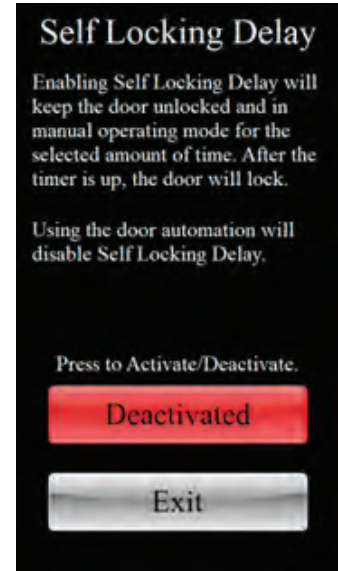 Self Locking Delay
Enabling Self Locking Delay will
keep the door unlocked and in
manual operating mode for the
selected amount of time. After the
timer is up, the door will lock.
Using the door automation will
disable Self Locking Delay.
Press to Activate/Deactivate.
Deactivated
Exit